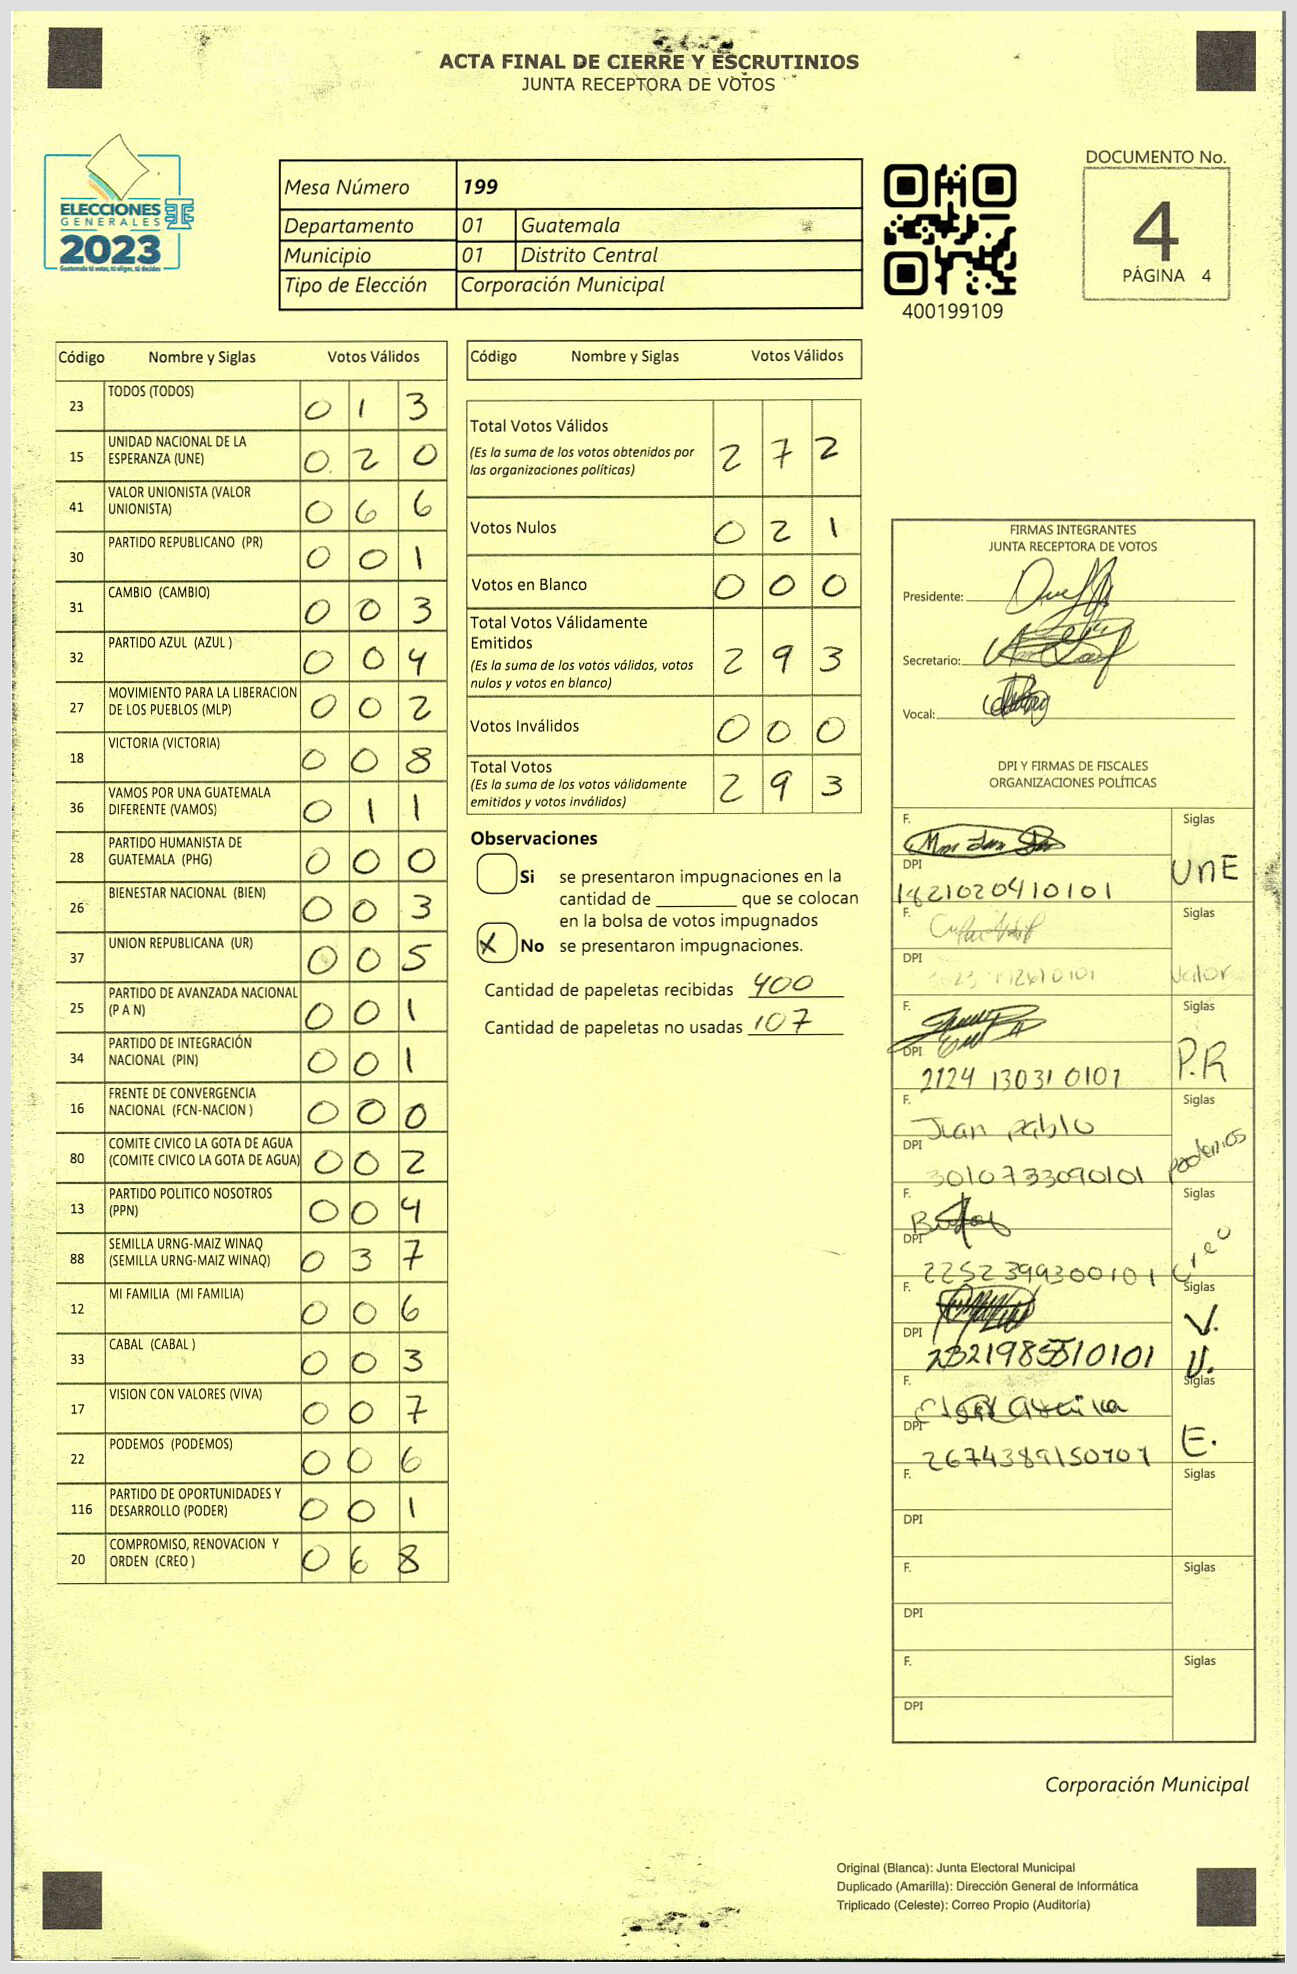 ACTA FINAL DE CIERRE Y ESCRUTINIOS
JUNTA RECEPTORA DE VOTOS
ELECCIONES
GENERALES
2023
Guatemala tú votas, tú eliges, tú decides
Mesa Número 199
Departamento 01 Guatemala
Municipio 01 Distrito Central
Tipo de Elección Corporación Municipal
400199109
DOCUMENTO No.
4
PÁGINA 4
Código Nombre y Siglas Votos Válidos
23 TODOS (TODOS) 0 1 3
15 UNIDAD NACIONAL DE LA
ESPERANZA (UNE) 0 2 0
41 VALOR UNIONISTA (VALOR
UNIONISTA) 0 6 6
30 PARTIDO REPUBLICANO (PR) 0 0 1
31 CAMBIO (CAMBIO) 0 0 3
32 PARTIDO AZUL (AZUL ) 0 0 4
27 MOVIMIENTO PARA LA LIBERACION
DE LOS PUEBLOS (MLP) 0 0 2
18 VICTORIA (VICTORIA) 0 0 8
36 VAMOS POR UNA GUATEMALA
DIFERENTE (VAMOS) 0 1 1
28 PARTIDO HUMANISTA DE
GUATEMALA (PHG) 0 0 0
26 BIENESTAR NACIONAL (BIEN) 0 0 3
37 UNION REPUBLICANA (UR) 0 0 5
25 PARTIDO DE AVANZADA NACIONAL
(P A N) 0 0 1
34 PARTIDO DE INTEGRACIÓN
NACIONAL (PIN) 0 0 1
16 FRENTE DE CONVERGENCIA
NACIONAL (FCN-NACION ) 0 0 0
80 COMITE CIVICO LA GOTA DE AGUA
(COMITE CIVICO LA GOTA DE AGUA) 0 0 2
13 PARTIDO POLITICO NOSOTROS
(PPN) 0 0 4
88 SEMILLA URNG-MAIZ WINAQ
(SEMILLA URNG-MAIZ WINAQ) 0 3 7
12 MI FAMILIA (MI FAMILIA) 0 0 6
33 CABAL (CABAL ) 0 0 3
17 VISION CON VALORES (VIVA) 0 0 7
22 PODEMOS (PODEMOS) 0 0 6
116 PARTIDO DE OPORTUNIDADES Y
DESARROLLO (PODER) 0 0 1
20 COMPROMISO, RENOVACION Y
ORDEN (CREO ) 0 6 8
Código Nombre y Siglas Votos Válidos
Total Votos Válidos
(Es la suma de los votos obtenidos por
las organizaciones políticas) 2 7 2
Votos Nulos 0 2 1
Votos en Blanco 0 0 0
Total Votos Válidamente
Emitidos
(Es la suma de los votos válidos, votos
nulos y votos en blanco) 2 9 3
Votos Inválidos 0 0 0
Total Votos
(Es la suma de los votos válidamente
emitidos y votos inválidos) 2 9 3
Observaciones
Si se presentaron impugnaciones en la
cantidad de ________ que se colocan
en la bolsa de votos impugnados
X No se presentaron impugnaciones.
Cantidad de papeletas recibidas 400
Cantidad de papeletas no usadas 107
FIRMAS INTEGRANTES
JUNTA RECEPTORA DE VOTOS
Presidente:
Secretario:
Vocal:
DPI Y FIRMAS DE FISCALES
ORGANIZACIONES POLÍTICAS
F. Siglas
DPI UnE
1821020410101
F. Siglas
DPI Valor
F. Siglas
DPI P.R
2124 13031 0101
F. Juan pablo Siglas
DPI podemos
3010733090101
F. Siglas
DPI creo
2252399300101
F. Siglas
DPI V.
U.
F. Siglas
DPI E.
F. Siglas
DPI
F. Siglas
DPI
F. Siglas
DPI
Corporación Municipal
Original (Blanca): Junta Electoral Municipal
Duplicado (Amarilla): Dirección General de Informática
Triplicado (Celeste): Correo Propio (Auditoría)